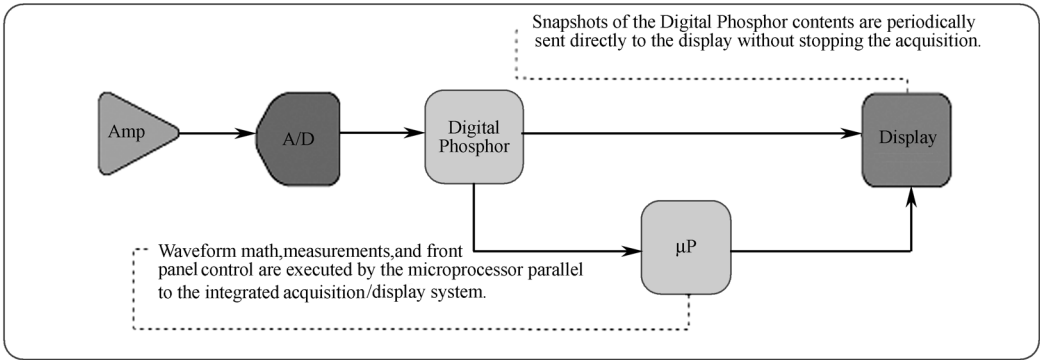 Snapshots of the Digital Phosphor contents are periodically
sent directly to the display without stopping the acquisition.
Amp
A/D
Digital
Phosphor
Display
μP
Waveform math,measurements,and front
panel control are executed by the microprocessor parallel
to the integrated acquisition/display system.